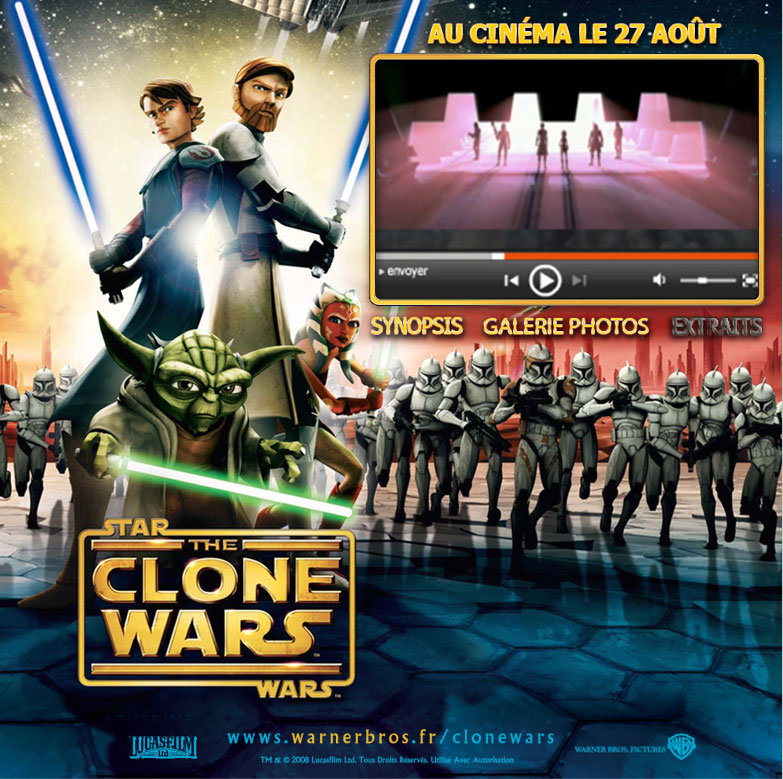 AU CINÉMA LE 27 AOÛT
envoyer
SYNOPSIS GALERIE PHOTOS EXTRAITS
STAR
THE
CLONE
WARS
WARS
LUCASFILM
Ltd.
www.warnerbros.fr/clonewars
WARNER BROS. PICTURES
TM & © 2008 Lucasfilm Ltd. Tous Droits Réservés. Utilisé Avec Autorisation